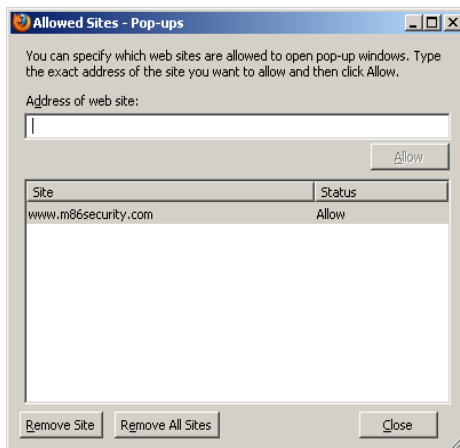 Allowed Sites - Pop-ups
You can specify which web sites are allowed to open pop-up windows. Type
the exact address of the site you want to allow and then click Allow.
Address of web site:
Allow
Site Status
www.m86security.com Allow
Remove Site Remove All Sites Close